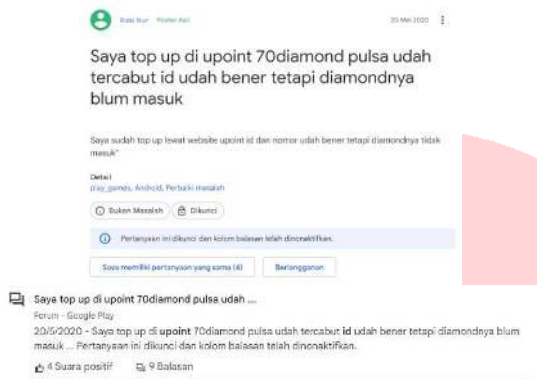 Rizki Nur Poster Asli
20 Mei 2020
Saya top up di upoint 70diamond pulsa udah
tercabut id udah bener tetapi diamondnya
blum masuk
Saya sudah top up lewat website upoint id dan nomor udah bener tetapi diamondnya tidak
masuk"
Detail
play_games, Android, Perbaiki masalah
Bukan Masalah Dikunci
Pertanyaan ini dikunci dan kolom balasan telah dinonaktifkan.
Saya memiliki pertanyaan yang sama (4) Berlangganan
Saya top up di upoint 70diamond pulsa udah ...
Forum - Google Play
20/5/2020 - Saya top up di upoint 70diamond pulsa udah tercabut id udah bener tetapi diamondnya blum
masuk ... Pertanyaan ini dikunci dan kolom balasan telah dinonaktifkan.
4 Suara positif 9 Balasan